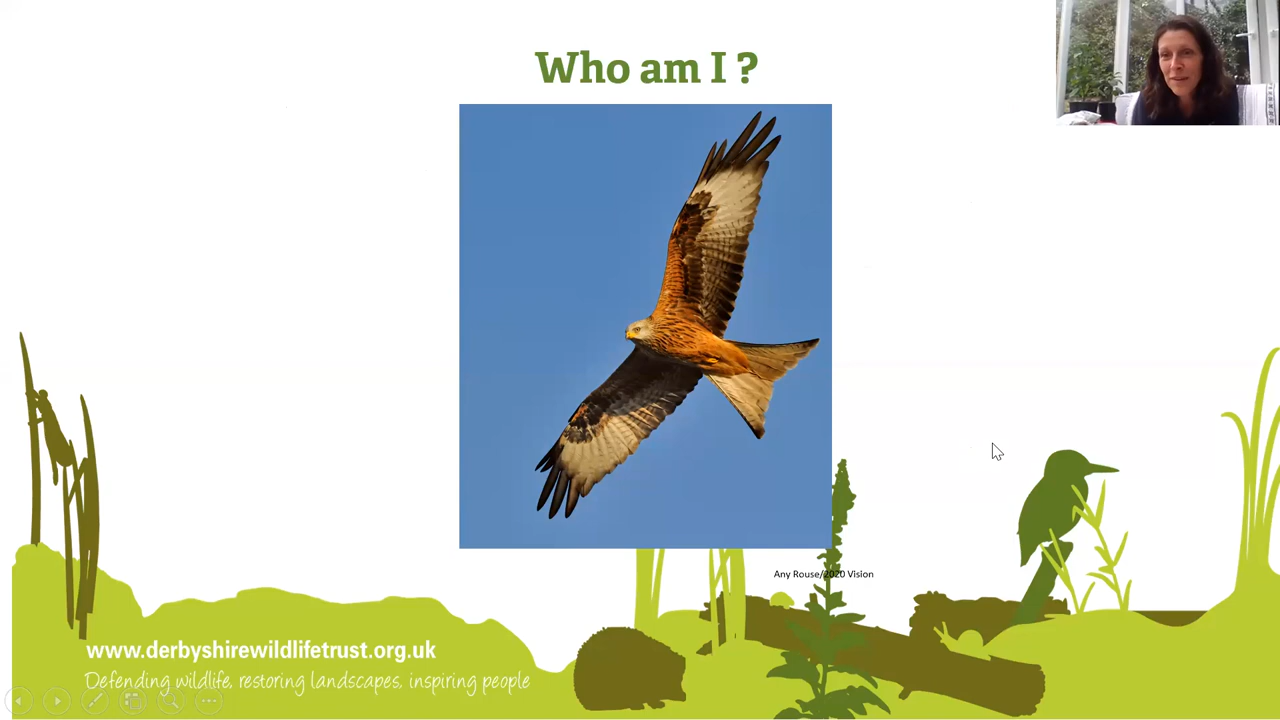 Who am I ?
Any Rouse/2020 Vision
www.derbyshirewildlifetrust.org.uk
Defending wildlife, restoring landscapes, inspiring people